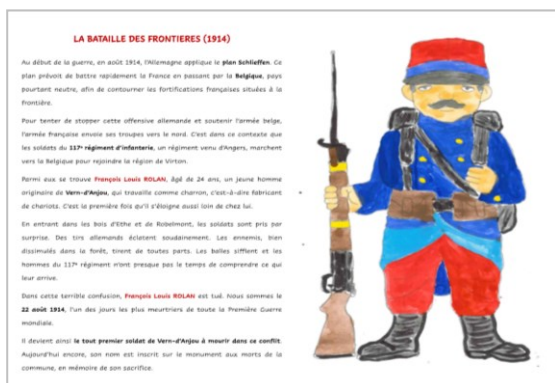 LA BATAILLE DES FRONTIERES (1914)
Au début de la guerre, en août 1914, l'Allemagne applique le plan Schlieffen. Ce
plan prévoit de battre rapidement la France en passant par la Belgique, pays
pourtant neutre, afin de contourner les fortifications françaises situées à la
frontière.
Pour tenter de stopper cette offensive allemande et soutenir l'armée belge,
l'armée française envoie ses troupes vers le nord. C'est dans ce contexte que
les soldats du 117e régiment d'infanterie, un régiment venu d'Angers, marchent
vers la Belgique pour rejoindre la région de Virton.
Parmi eux se trouve François Louis ROLAN, âgé de 24 ans, un jeune homme
originaire de Vern-d'Anjou, qui travaille comme charron, c'est-à-dire fabricant
de chariots. C'est la première fois qu'il s'éloigne aussi loin de chez lui.
En entrant dans les bois d'Ethe et de Robelmont, les soldats sont pris par
surprise. Des tirs allemands éclatent soudainement. Les ennemis, bien
dissimulés dans la forêt, tirent de toutes parts. Les balles sifflent et les
hommes du 117e régiment n'ont presque pas le temps de comprendre ce qui
leur arrive.
Dans cette terrible confusion, François Louis ROLAN est tué. Nous sommes le
22 août 1914, l'un des jours les plus meurtriers de toute la Première Guerre
mondiale.
Il devient ainsi le tout premier soldat de Vern-d'Anjou à mourir dans ce conflit.
Aujourd'hui encore, son nom est inscrit sur le monument aux morts de la
commune, en mémoire de son sacrifice.